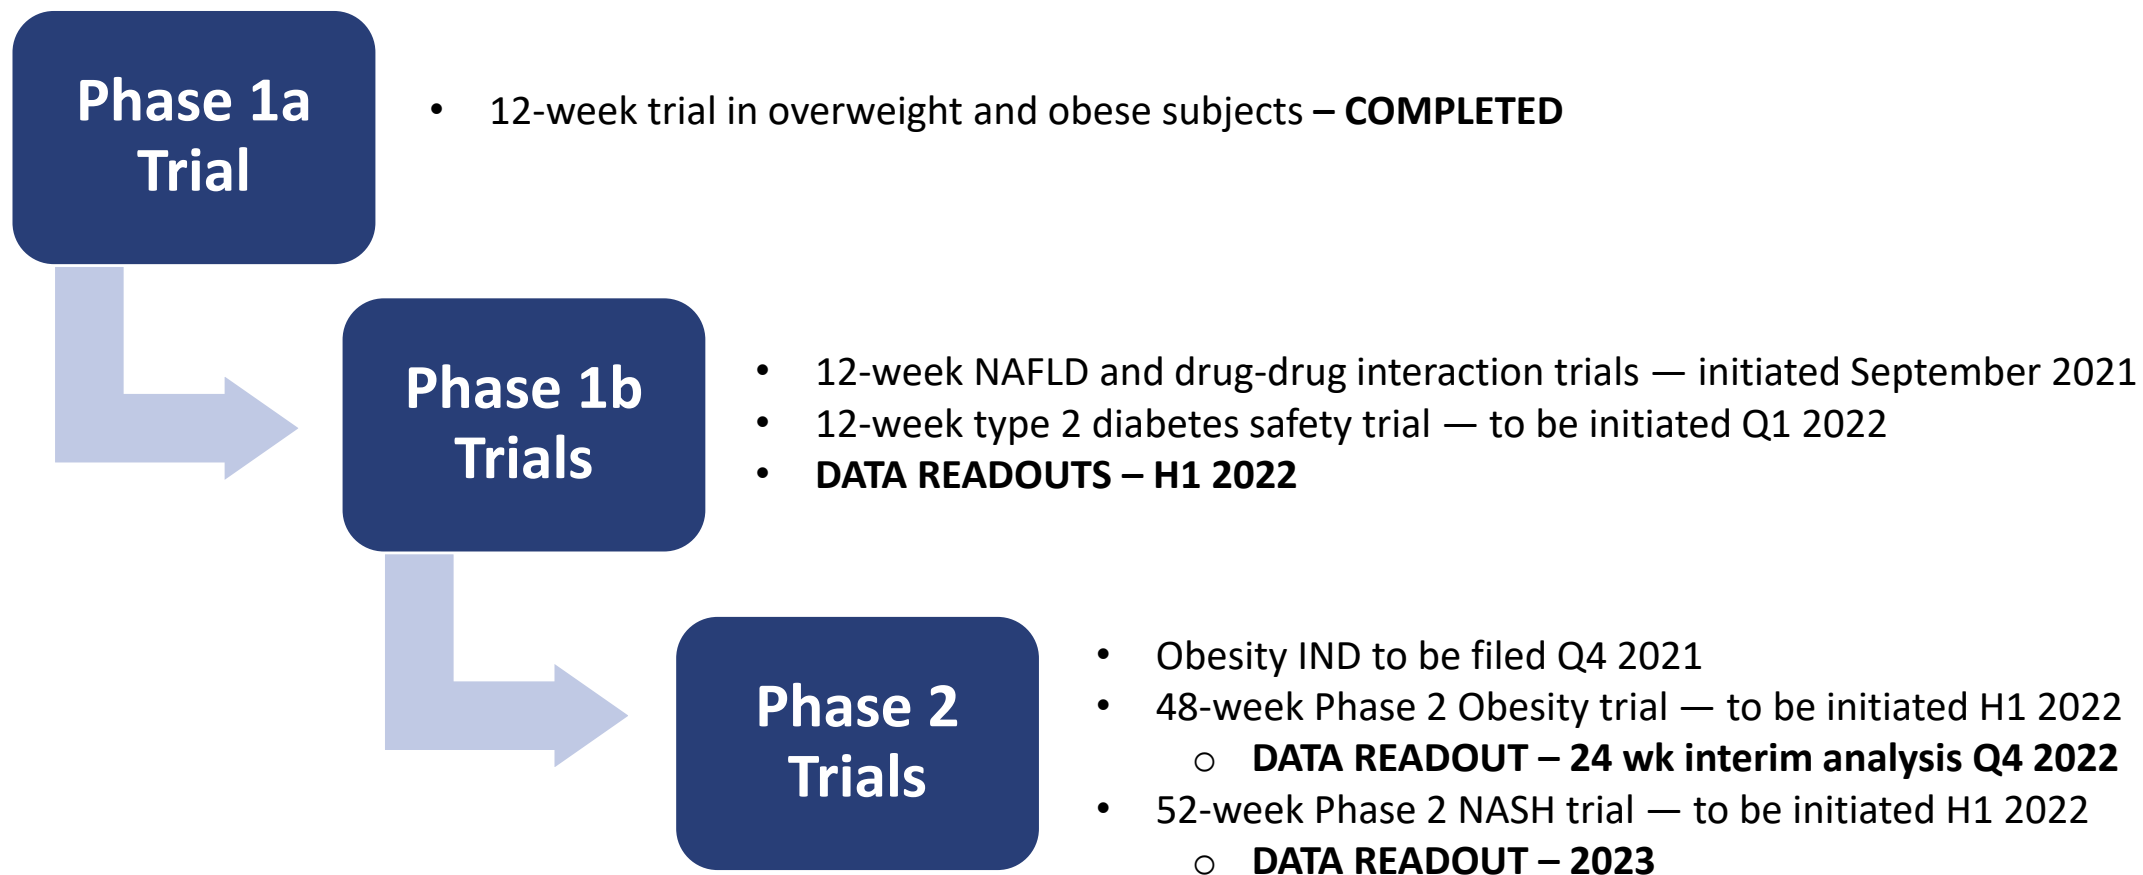 Phase 1a
Trial
• 12-week trial in overweight and obese subjects – COMPLETED
Phase 1b
Trials
• 12-week NAFLD and drug-drug interaction trials — initiated September 2021
• 12-week type 2 diabetes safety trial — to be initiated Q1 2022
• DATA READOUTS – H1 2022
Phase 2
Trials
• Obesity IND to be filed Q4 2021
• 48-week Phase 2 Obesity trial — to be initiated H1 2022
o DATA READOUT – 24 wk interim analysis Q4 2022
• 52-week Phase 2 NASH trial — to be initiated H1 2022
o DATA READOUT – 2023